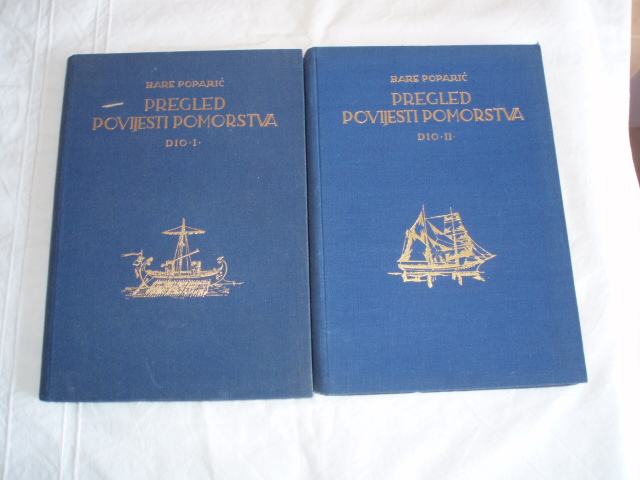 BARE POPARIĆ
PREGLED
POVIJESTI POMORSTVA
DIO · I ·
BARE POPARIĆ
PREGLED
POVIJESTI POMORSTVA
DIO · II ·